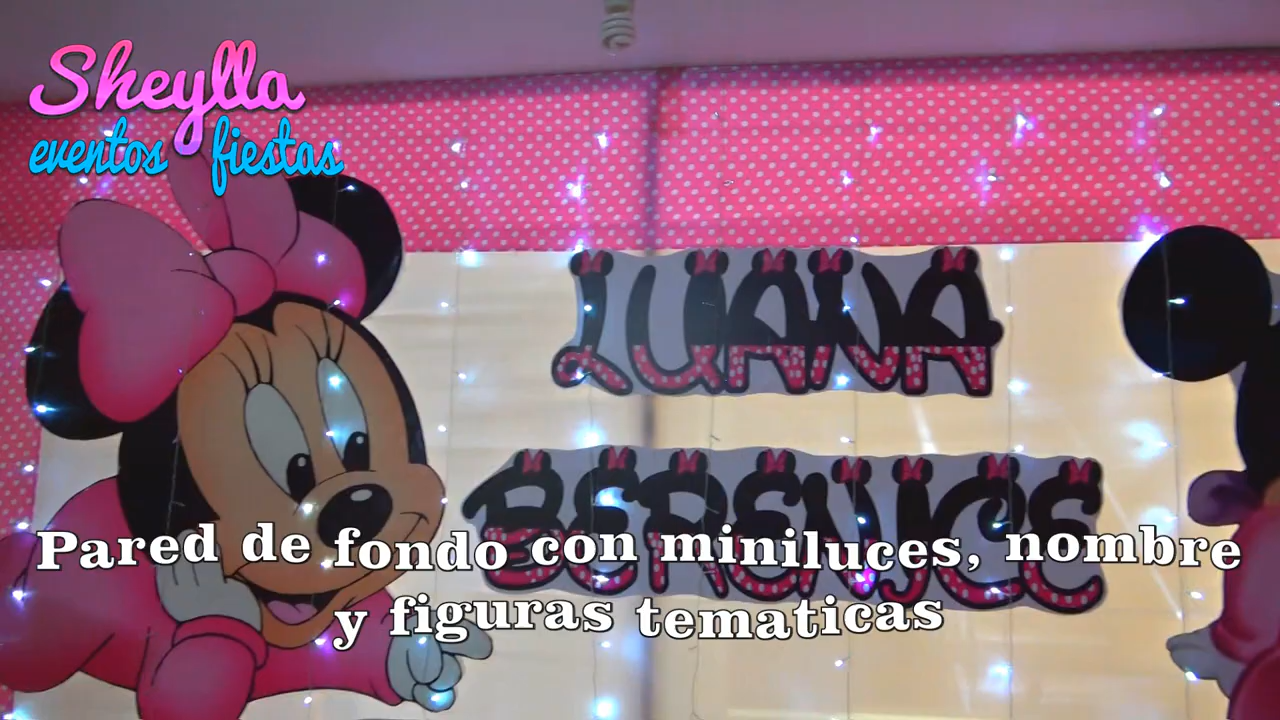 Sheylla
eventos fiestas
LUANA
BERENICE
Pared de fondo con miniluces, nombre
y figuras tematicas